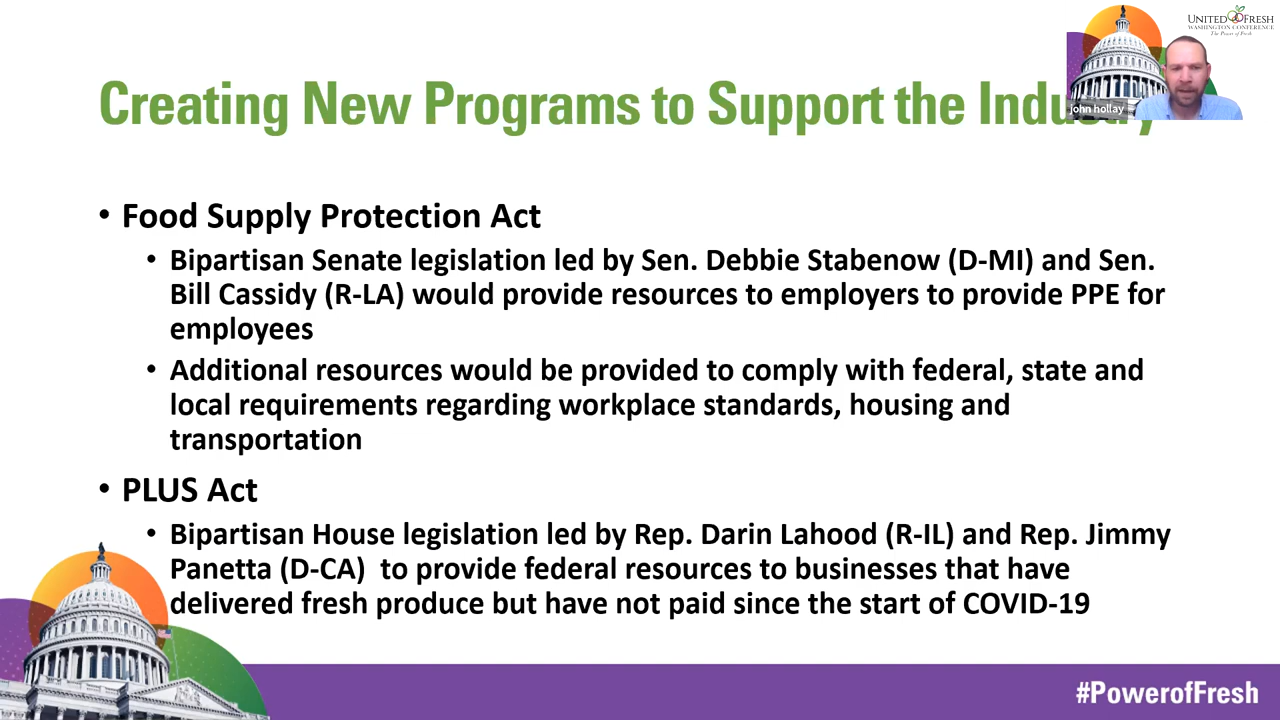 UNITED FRESH
WASHINGTON CONFERENCE
The Power of Fresh
john hollay
Creating New Programs to Support the Industry
• Food Supply Protection Act
• Bipartisan Senate legislation led by Sen. Debbie Stabenow (D-MI) and Sen.
Bill Cassidy (R-LA) would provide resources to employers to provide PPE for
employees
• Additional resources would be provided to comply with federal, state and
local requirements regarding workplace standards, housing and
transportation
• PLUS Act
• Bipartisan House legislation led by Rep. Darin Lahood (R-IL) and Rep. Jimmy
Panetta (D-CA) to provide federal resources to businesses that have
delivered fresh produce but have not paid since the start of COVID-19
#PowerofFresh